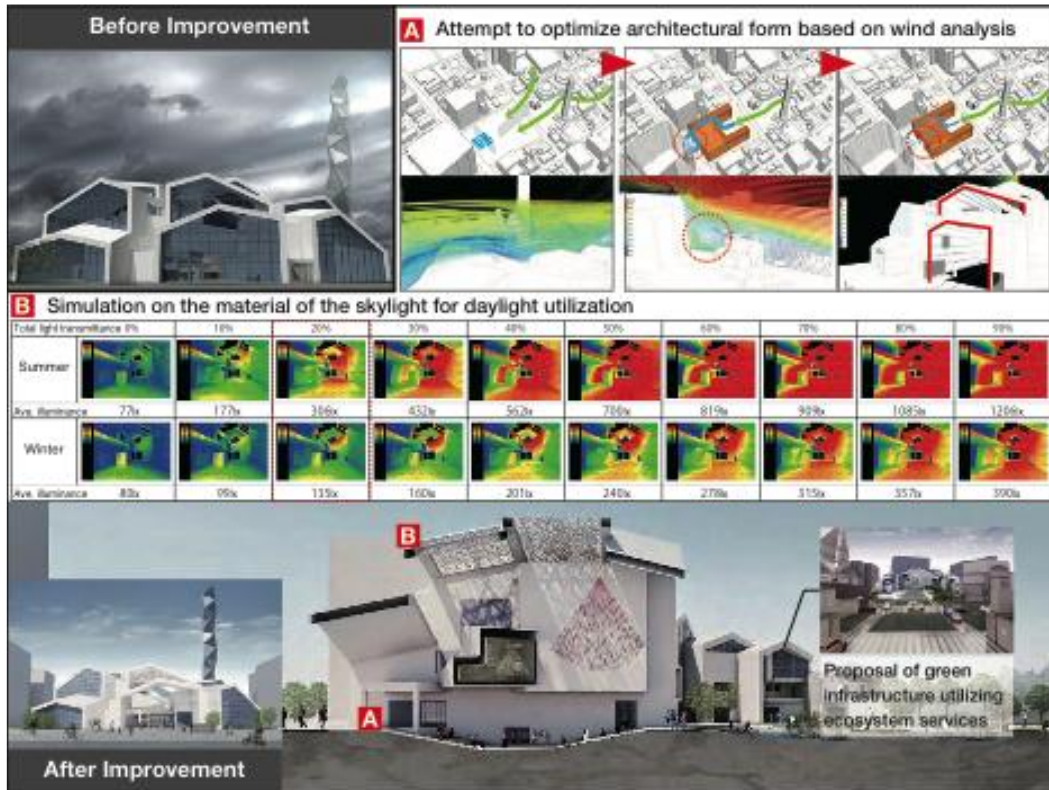 Before Improvement
A Attempt to optimize architectural form based on wind analysis
B Simulation on the material of the skylight for daylight utilization
Total light transmittance 0% 10% 20% 30% 40% 50% 60% 70% 80% 90%
Summer
Ave. illuminance 77lx 177lx 306lx 432lx 562lx 700lx 819lx 909lx 1085lx 1206lx
Winter
Ave. illuminance 80lx 99lx 135lx 160lx 201lx 240lx 278lx 315lx 357lx 390lx
B
A
Proposal of green
infrastructure utilizing
ecosystem services
After Improvement